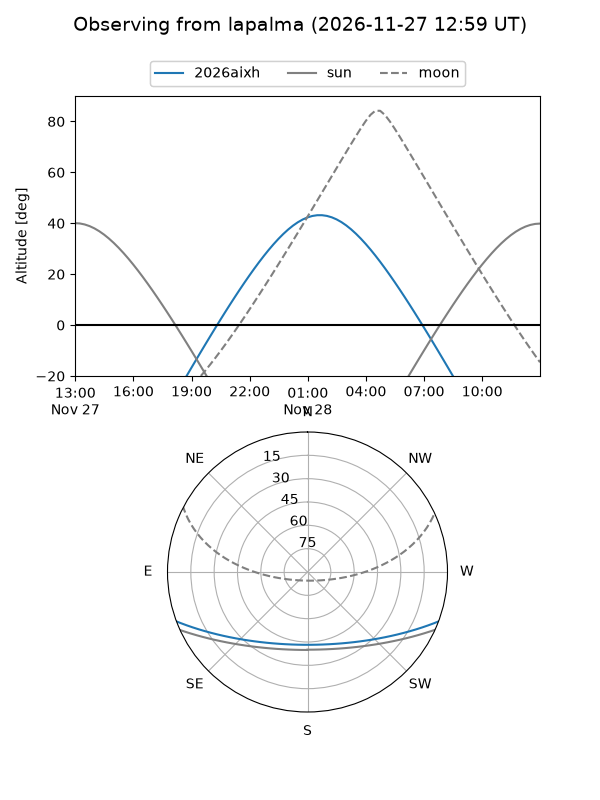 Observing from lapalma (2026-11-27 12:59 UT)
2026aixh sun moon
Altitude [deg]
80
60
40
20
0
−20
13:00 16:00 19:00 22:00 01:00 04:00 07:00 10:00
Nov 27 Nov 28
N
NE NW
15
30
45
60
75
E W
SE SW
S